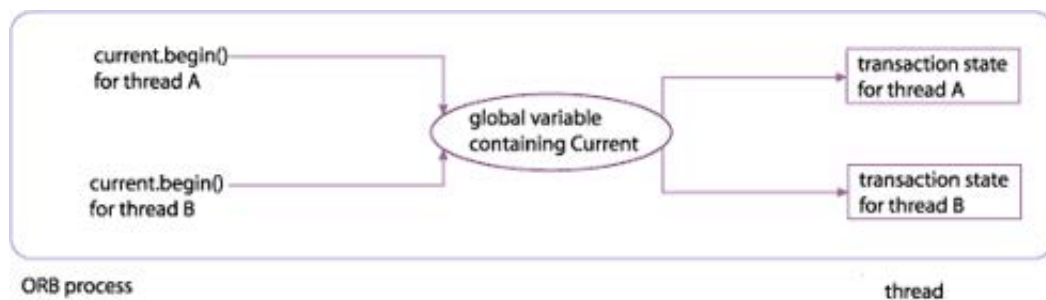 current.begin()
for thread A
transaction state
for thread A
global variable
containing Current
current.begin()
for thread B
transaction state
for thread B
ORB process
thread